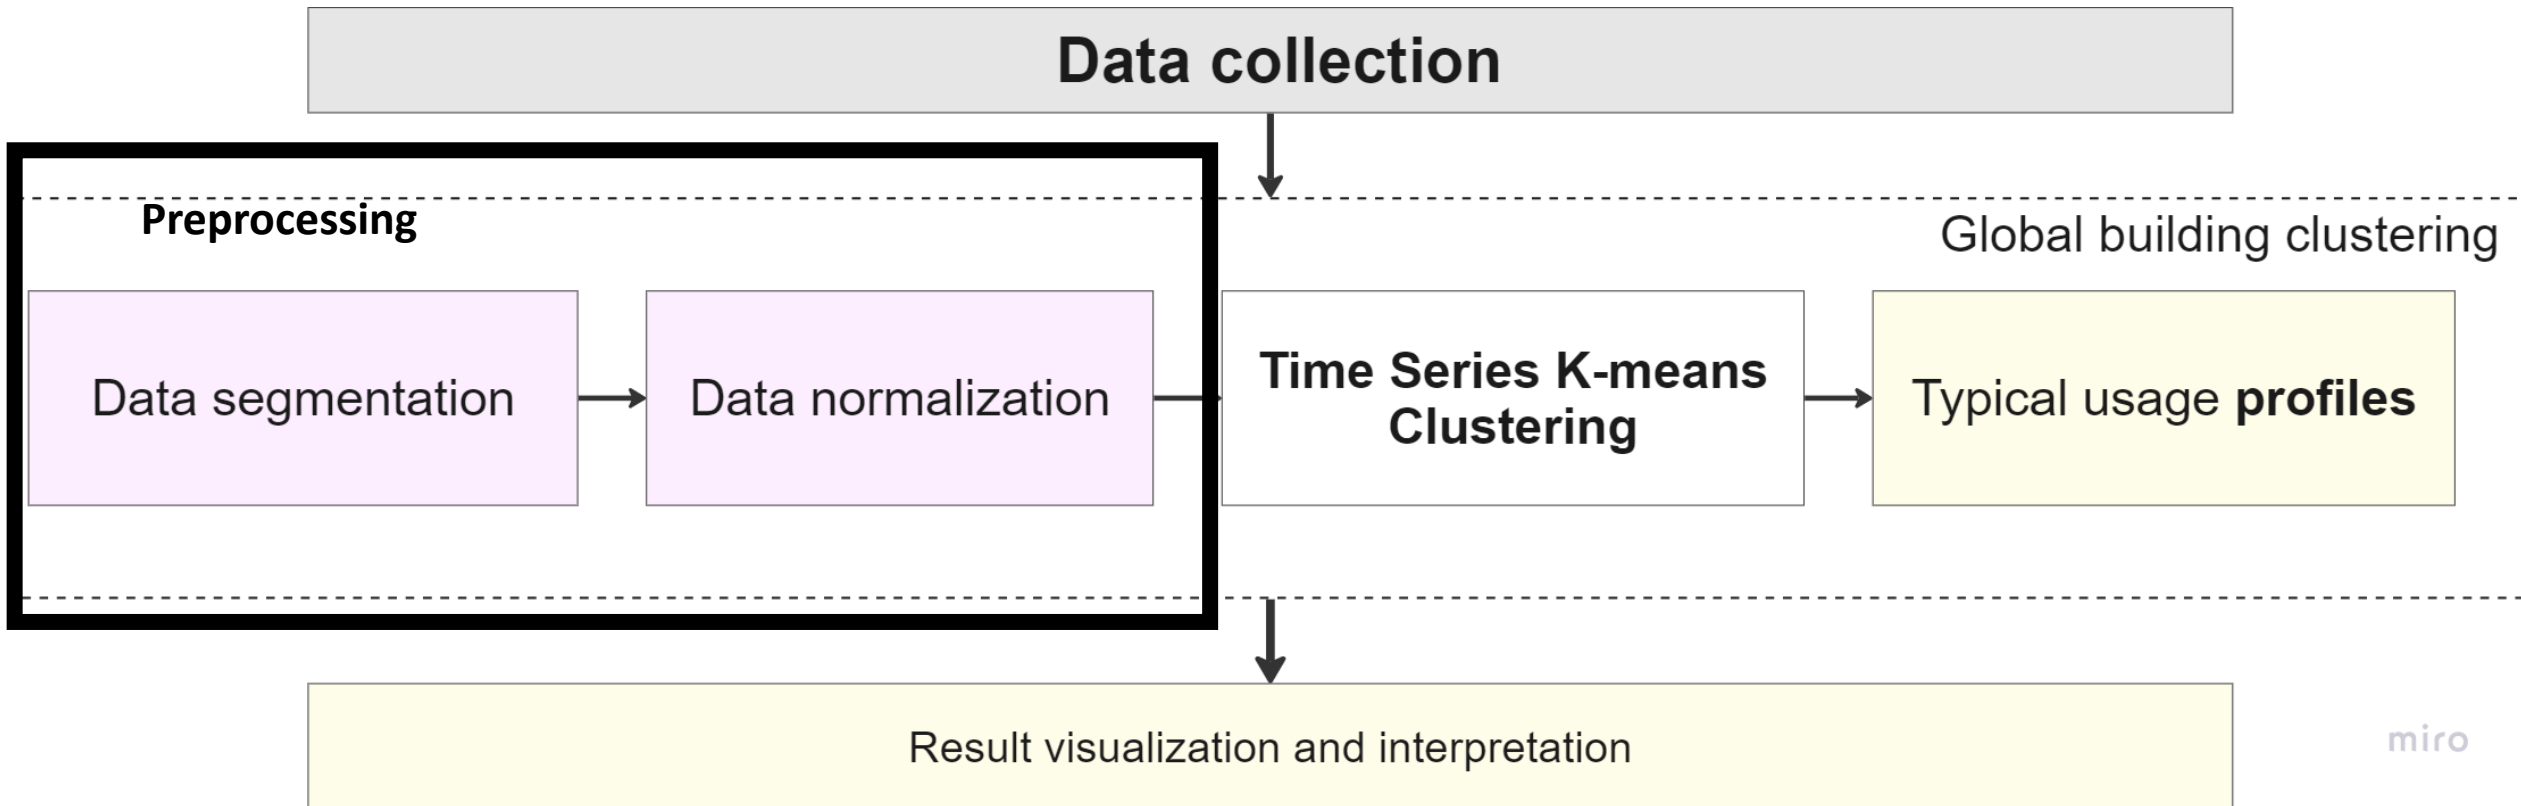 Data collection
Preprocessing
Global building clustering
Data segmentation
Data normalization
Time Series K-means
Clustering
Typical usage profiles
Result visualization and interpretation
miro